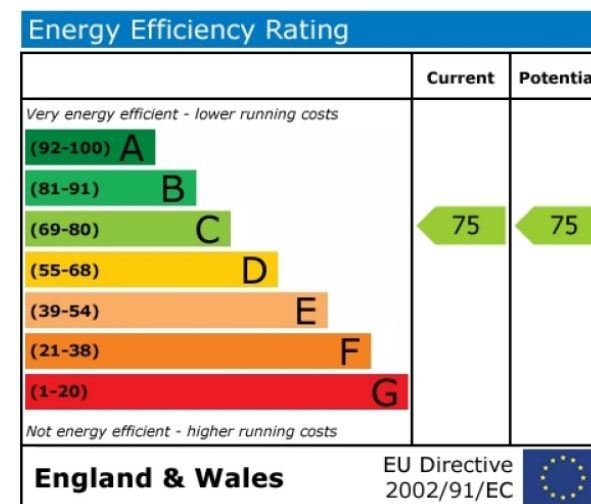 Energy Efficiency Rating
Current Potentia
Very energy efficient - lower running costs
(92-100) A
(81-91) B
(69-80) C 75 75
(55-68) D
(39-54) E
(21-38) F
(1-20) G
Not energy efficient - higher running costs
England & Wales
EU Directive
2002/91/EC